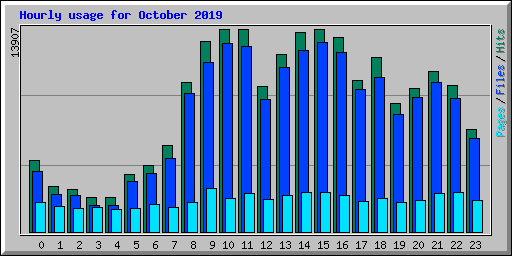 Hourly usage for October 2019
13907
Pages/Files/Hits
0 1 2 3 4 5 6 7 8 9 10 11 12 13 14 15 16 17 18 19 20 21 22 23